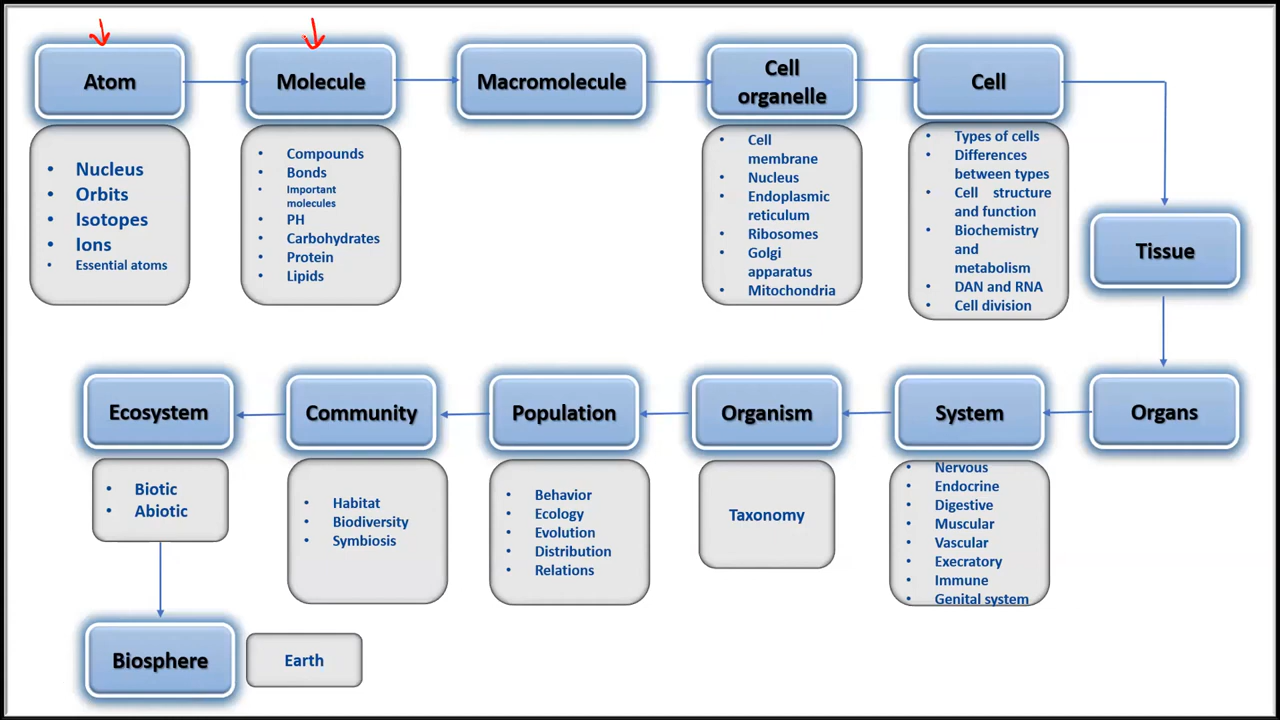 Atom
Nucleus
Orbits
Isotopes
Ions
Essential atoms
Molecule
Compounds
Bonds
Important
molecules
PH
Carbohydrates
Protein
Lipids
Macromolecule
Cell
organelle
Cell
membrane
Nucleus
Endoplasmic
reticulum
Ribosomes
Golgi
apparatus
Mitochondria
Cell
Types of cells
Differences
between types
Cell structure
and function
Biochemistry
and
metabolism
DAN and RNA
Cell division
Tissue
Organs
System
Nervous
Endocrine
Digestive
Muscular
Vascular
Execratory
Immune
Genital system
Organism
Taxonomy
Population
Behavior
Ecology
Evolution
Distribution
Relations
Community
Habitat
Biodiversity
Symbiosis
Ecosystem
Biotic
Abiotic
Biosphere
Earth